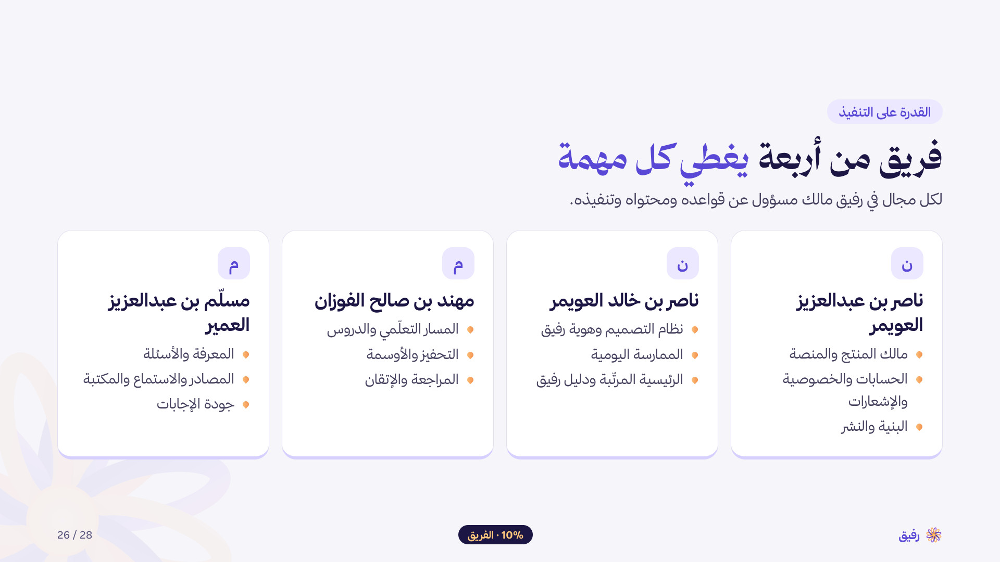 القدرة على التنفيذ
فريق من أربعة يغطي كل مهمة
لكل مجال في رفيق مالك مسؤول عن قواعده ومحتواه وتنفيذه.
ن
ناصر بن عبدالعزيز
العويمر
مالك المنتج والمنصة
الحسابات والخصوصية
والإشعارات
البنية والنشر
ن
ناصر بن خالد العويمر
نظام التصميم وهوية رفيق
الممارسة اليومية
الرئيسية المرتّبة ودليل رفيق
م
مهند بن صالح الفوزان
المسار التعلّمي والدروس
التحفيز والأوسمة
المراجعة والإتقان
م
مسلّم بن عبدالعزيز
العمير
المعرفة والأسئلة
المصادر والاستماع والمكتبة
جودة الإجابات
رفيق
10% · الفريق
26 / 28